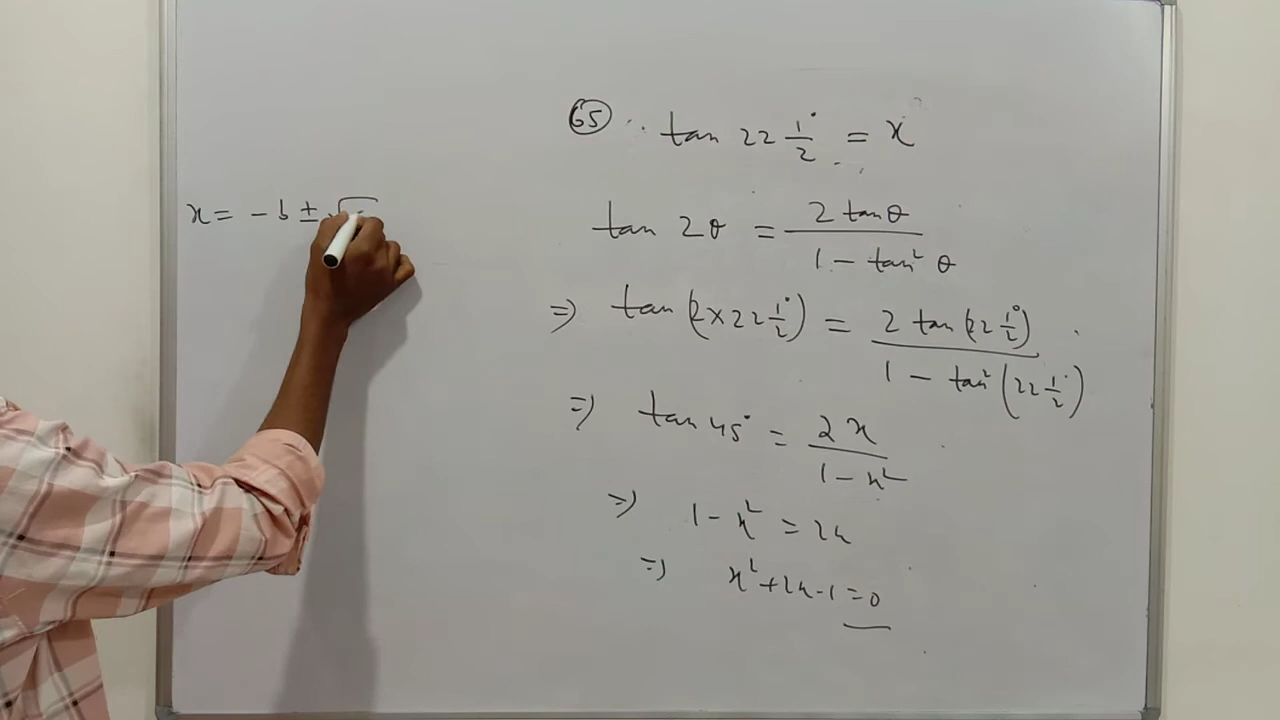 65 tan 22 1/2° = x
x = - b ± √
tan 2θ = 2 tanθ / 1 - tan² θ
⇒ tan (2×22 1/2°) = 2 tan (22 1/2°) / 1 - tan² (22 1/2°)
⇒ tan 45° = 2x / 1 - x²
⇒ 1 - x² = 2x
⇒ x² + 2x - 1 = 0